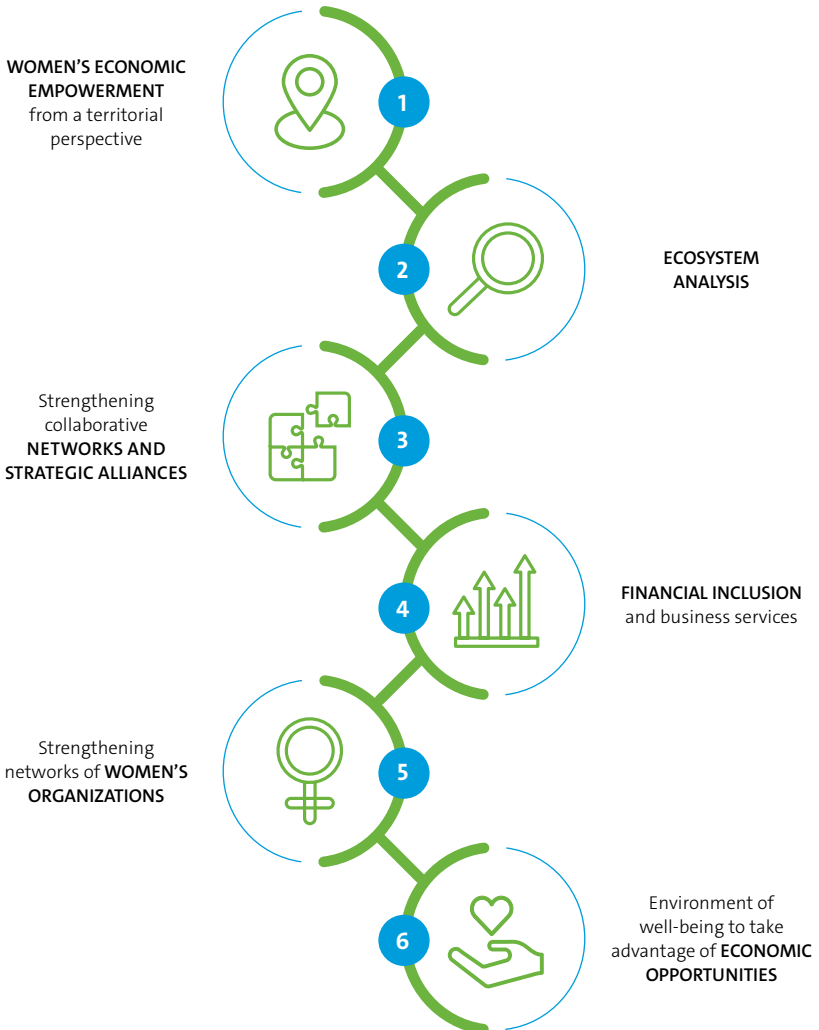 WOMEN'S ECONOMIC
EMPOWERMENT
from a territorial
perspective
1
2
ECOSYSTEM
ANALYSIS
Strengthening
collaborative
NETWORKS AND
STRATEGIC ALLIANCES
3
4
FINANCIAL INCLUSION
and business services
Strengthening
networks of WOMEN'S
ORGANIZATIONS
5
6
Environment of
well-being to take
advantage of ECONOMIC
OPPORTUNITIES